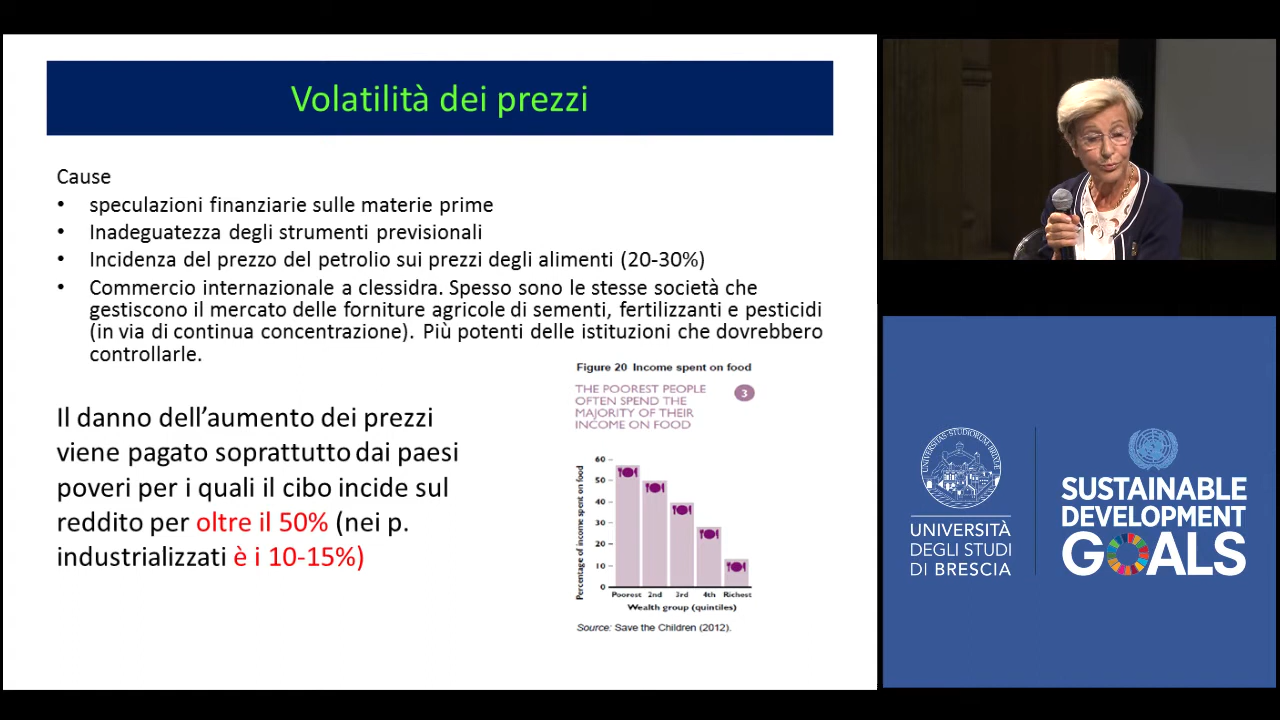 Volatilità dei prezzi
Cause
• speculazioni finanziarie sulle materie prime
• Inadeguatezza degli strumenti previsionali
• Incidenza del prezzo del petrolio sui prezzi degli alimenti (20-30%)
• Commercio internazionale a clessidra. Spesso sono le stesse società che
gestiscono il mercato delle forniture agricole di sementi, fertilizzanti e pesticidi
(in via di continua concentrazione). Più potenti delle istituzioni che dovrebbero
controllarle.
Il danno dell’aumento dei prezzi
viene pagato soprattutto dai paesi
poveri per i quali il cibo incide sul
reddito per oltre il 50% (nei p.
industrializzati è i 10-15%)
Figure 20 Income spent on food
THE POOREST PEOPLE
OFTEN SPEND THE
MAJORITY OF THEIR
INCOME ON FOOD
3
Percentage of income spent on food
60
50
40
30
20
10
0
Poorest 2nd 3rd 4th Richest
Wealth group (quintiles)
Source: Save the Children (2012).
UNIVERSITÀ
DEGLI STUDI
DI BRESCIA
SUSTAINABLE
DEVELOPMENT
GOALS